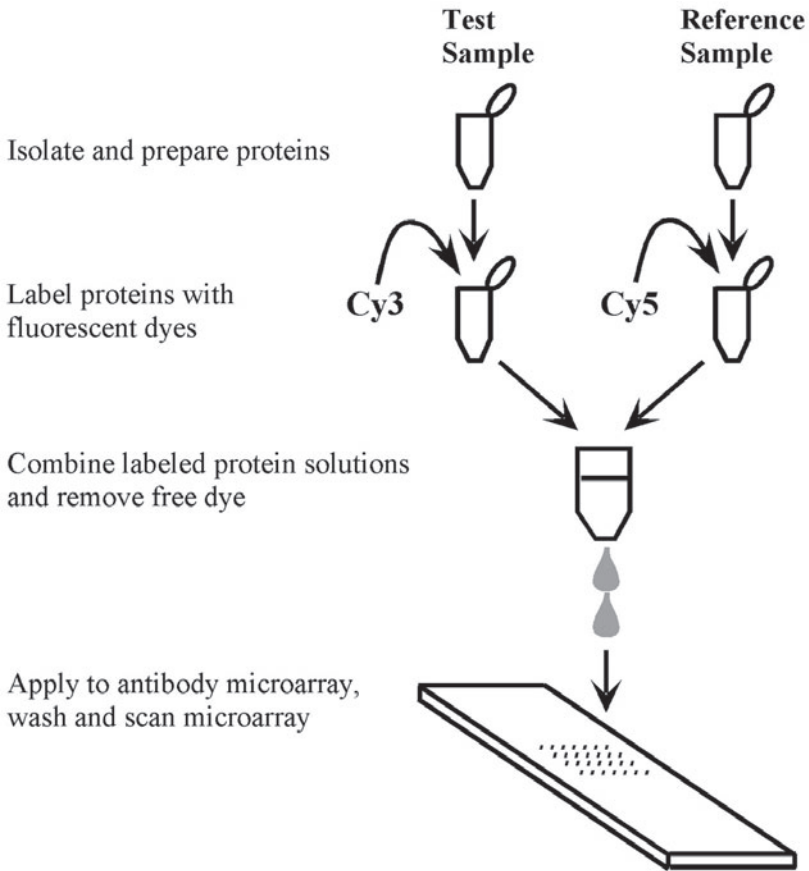 Test
Sample
Reference
Sample
Isolate and prepare proteins
Label proteins with
fluorescent dyes
Cy3
Cy5
Combine labeled protein solutions
and remove free dye
Apply to antibody microarray,
wash and scan microarray